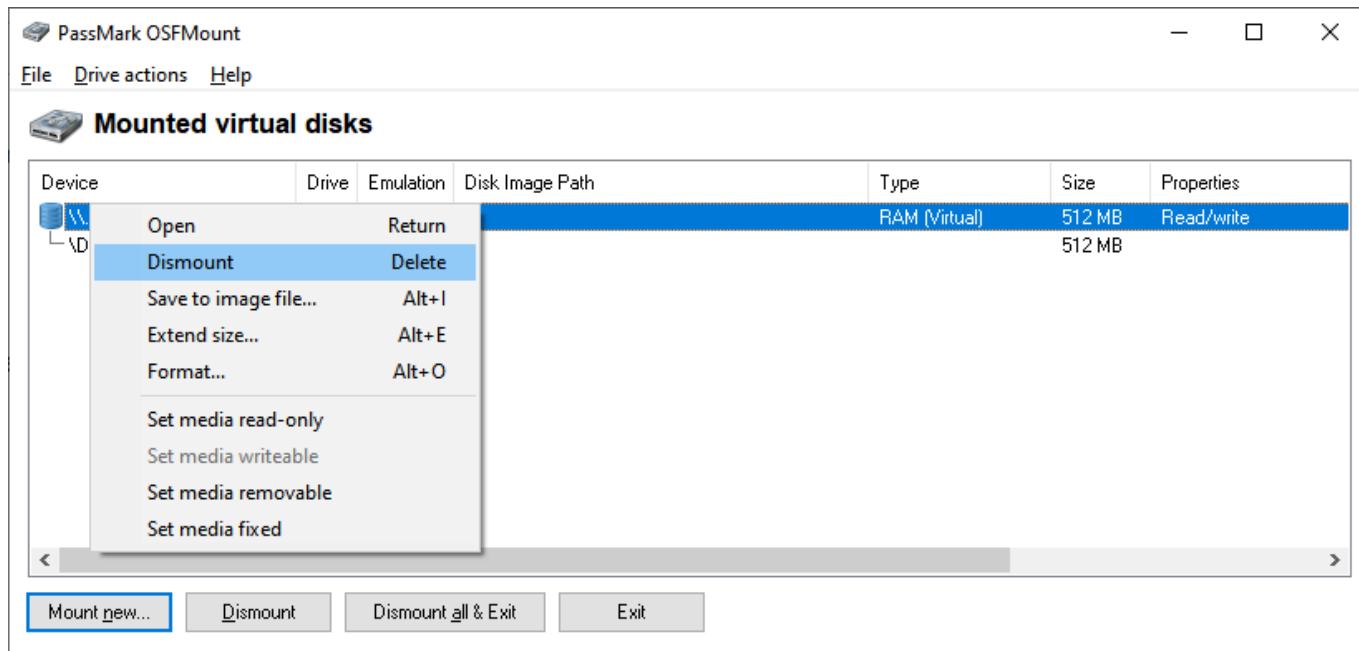 PassMark OSFMount
File Drive actions Help
Mounted virtual disks
Device Drive Emulation Disk Image Path Type Size Properties
\\. RAM (Virtual) 512 MB Read/write
\D 512 MB
Open Return
Dismount Delete
Save to image file... Alt+I
Extend size... Alt+E
Format... Alt+O
Set media read-only
Set media writeable
Set media removable
Set media fixed
Mount new... Dismount Dismount all & Exit Exit